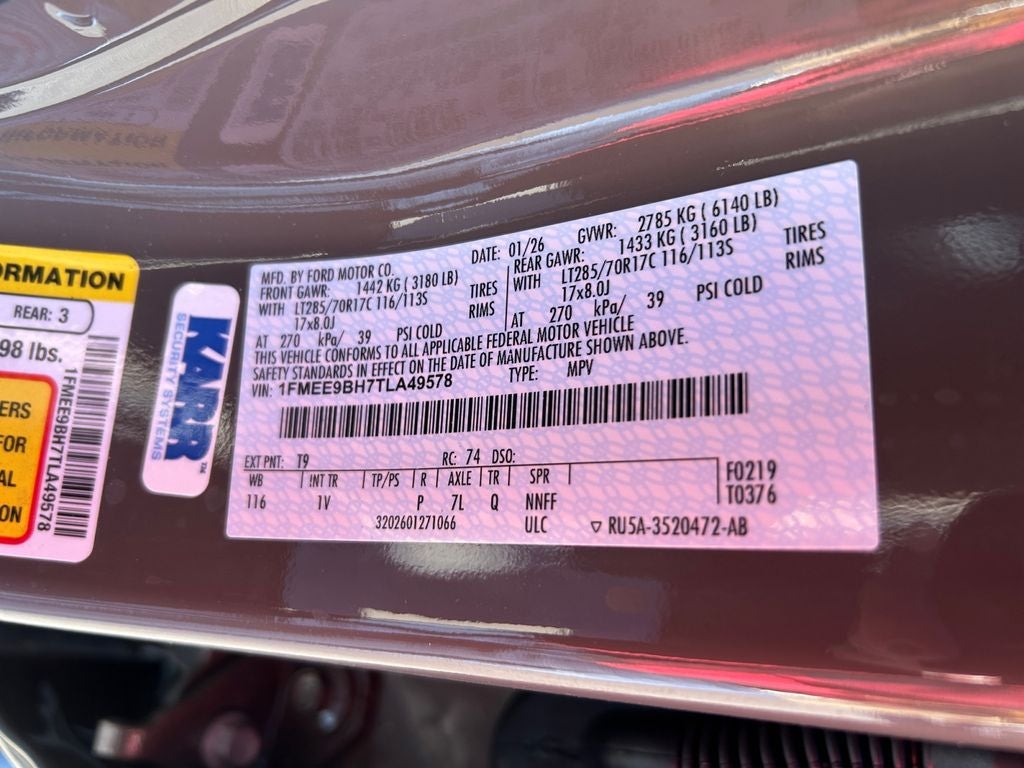 ORMATION
REAR: 3
98 lbs.
ERS
FOR
AL
ON
1FMEE9BH7TLA49578
KARR™
SECURITY SYSTEMS
MFD. BY FORD MOTOR CO. DATE: 01/26 GVWR: 2785 KG ( 6140 LB)
FRONT GAWR: 1442 KG ( 3180 LB) REAR GAWR: 1433 KG ( 3160 LB)
WITH LT285/70R17C 116/113S TIRES WITH LT285/70R17C 116/113S TIRES
17x8.0J RIMS 17x8.0J RIMS
AT 270 kPa/ 39 PSI COLD AT 270 kPa/ 39 PSI COLD
THIS VEHICLE CONFORMS TO ALL APPLICABLE FEDERAL MOTOR VEHICLE
SAFETY STANDARDS IN EFFECT ON THE DATE OF MANUFACTURE SHOWN ABOVE.
VIN: 1FMEE9BH7TLA49578 TYPE: MPV
EXT PNT: T9 RC: 74 DSO:
WB INT TR TP/PS R AXLE TR SPR F0219
116 1V P 7L Q NNFF T0376
3202601271066 ULC ▽ RU5A-3520472-AB
INFORMATION